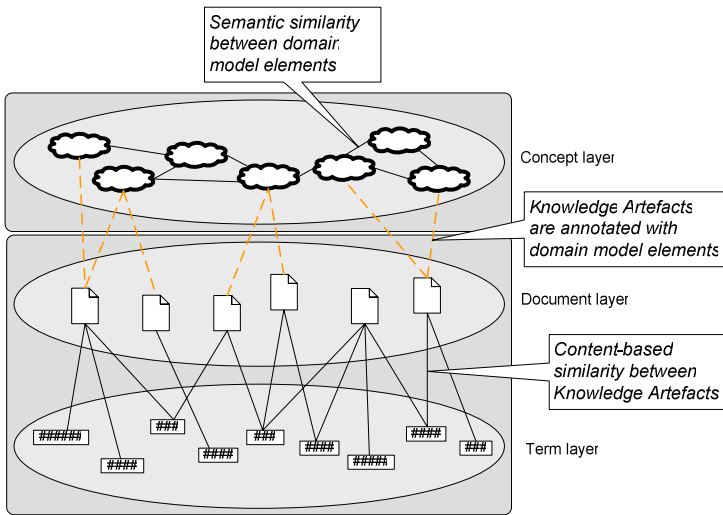 Semantic similarity
between domain
model elements
Concept layer
Knowledge Artefacts
are annotated with
domain model elements
Document layer
Content-based
similarity between
Knowledge Artefacts
######
####
###
####
###
####
#####
####
###
Term layer